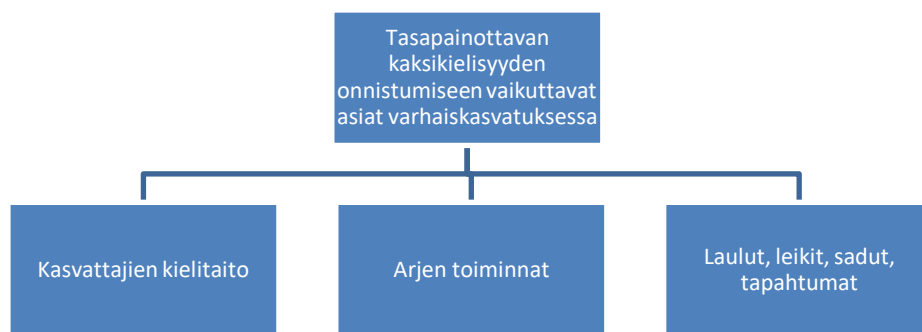 Tasapainottavan
kaksikielisyyden
onnistumiseen vaikuttavat
asiat varhaiskasvatuksessa
Kasvattajien kielitaito
Arjen toiminnat
Laulut, leikit, sadut,
tapahtumat